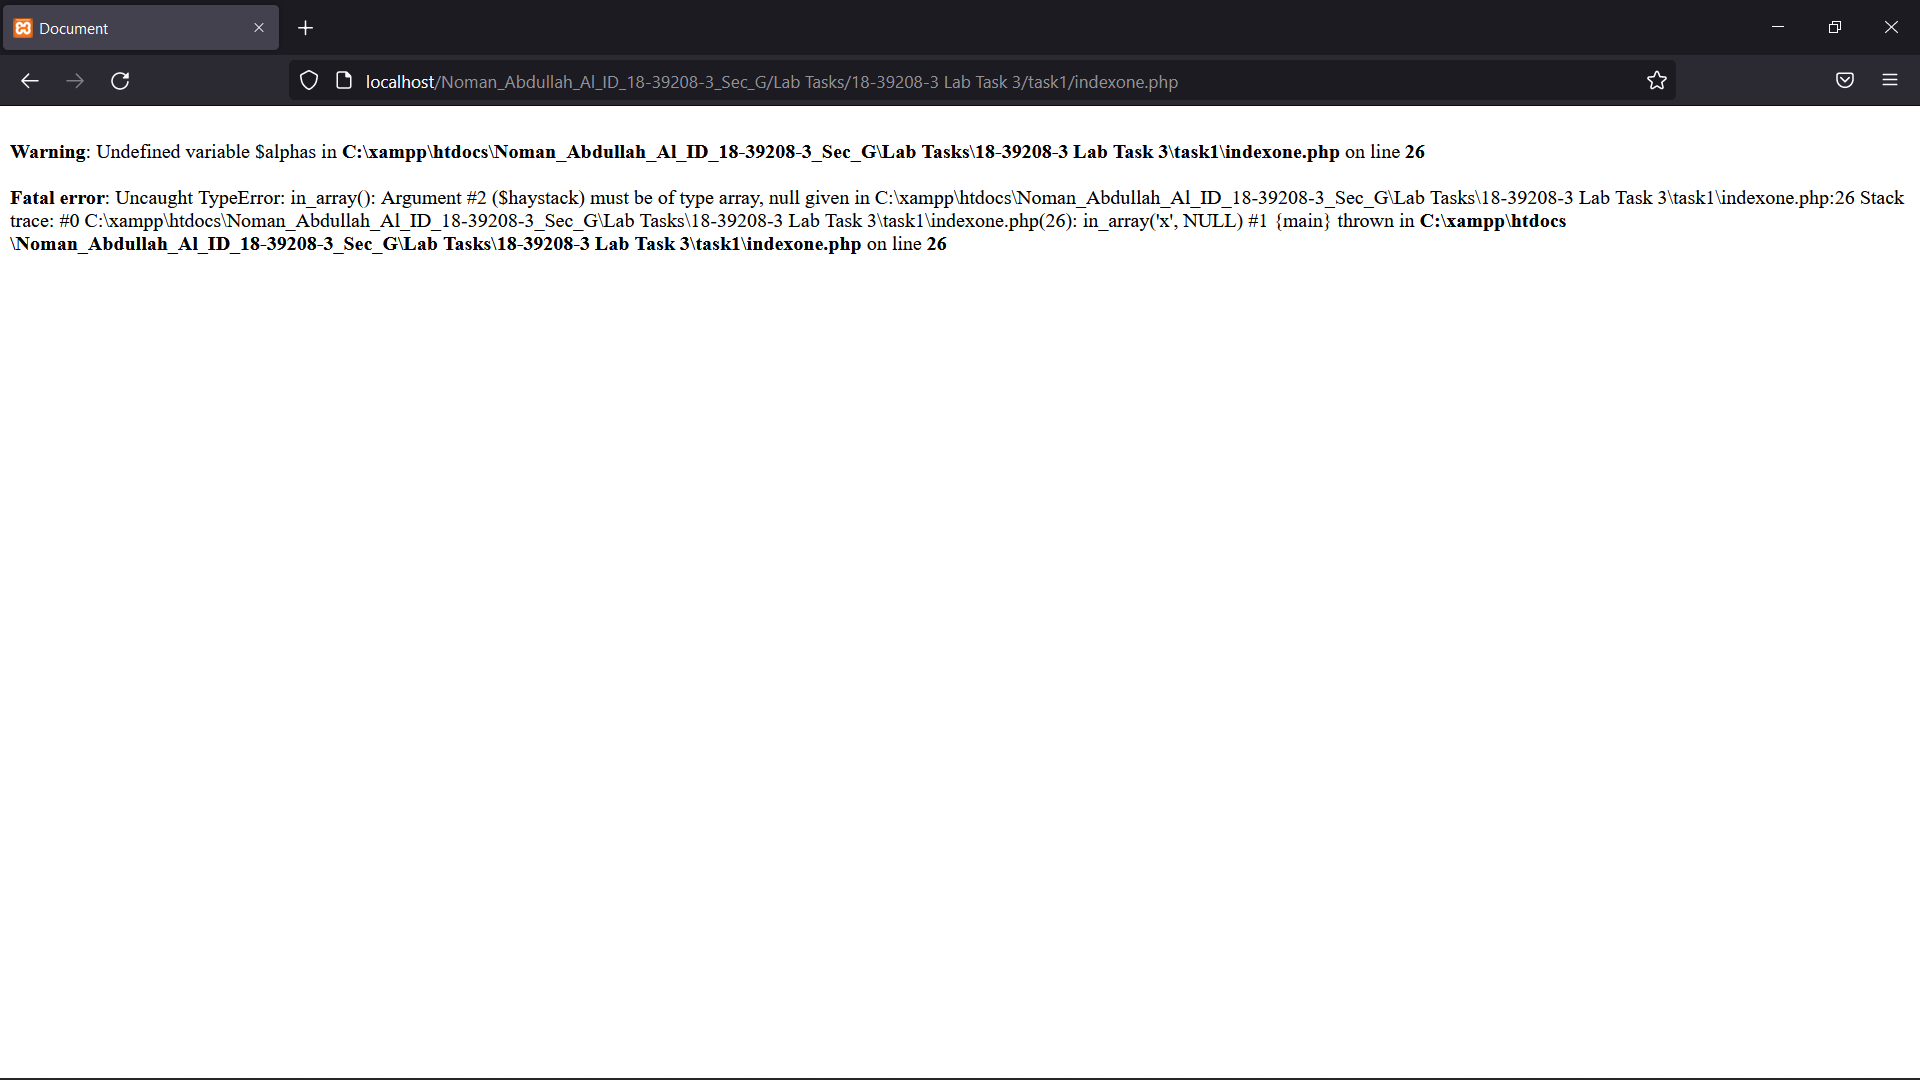 Document
localhost/Noman_Abdullah_Al_ID_18-39208-3_Sec_G/Lab Tasks/18-39208-3 Lab Task 3/task1/indexone.php
Warning: Undefined variable $alphas in C:\xampp\htdocs\Noman_Abdullah_Al_ID_18-39208-3_Sec_G\Lab Tasks\18-39208-3 Lab Task 3\task1\indexone.php on line 26
Fatal error: Uncaught TypeError: in_array(): Argument #2 ($haystack) must be of type array, null given in C:\xampp\htdocs\Noman_Abdullah_Al_ID_18-39208-3_Sec_G\Lab Tasks\18-39208-3 Lab Task 3\task1\indexone.php:26 Stack
trace: #0 C:\xampp\htdocs\Noman_Abdullah_Al_ID_18-39208-3_Sec_G\Lab Tasks\18-39208-3 Lab Task 3\task1\indexone.php(26): in_array('x', NULL) #1 {main} thrown in C:\xampp\htdocs
\Noman_Abdullah_Al_ID_18-39208-3_Sec_G\Lab Tasks\18-39208-3 Lab Task 3\task1\indexone.php on line 26